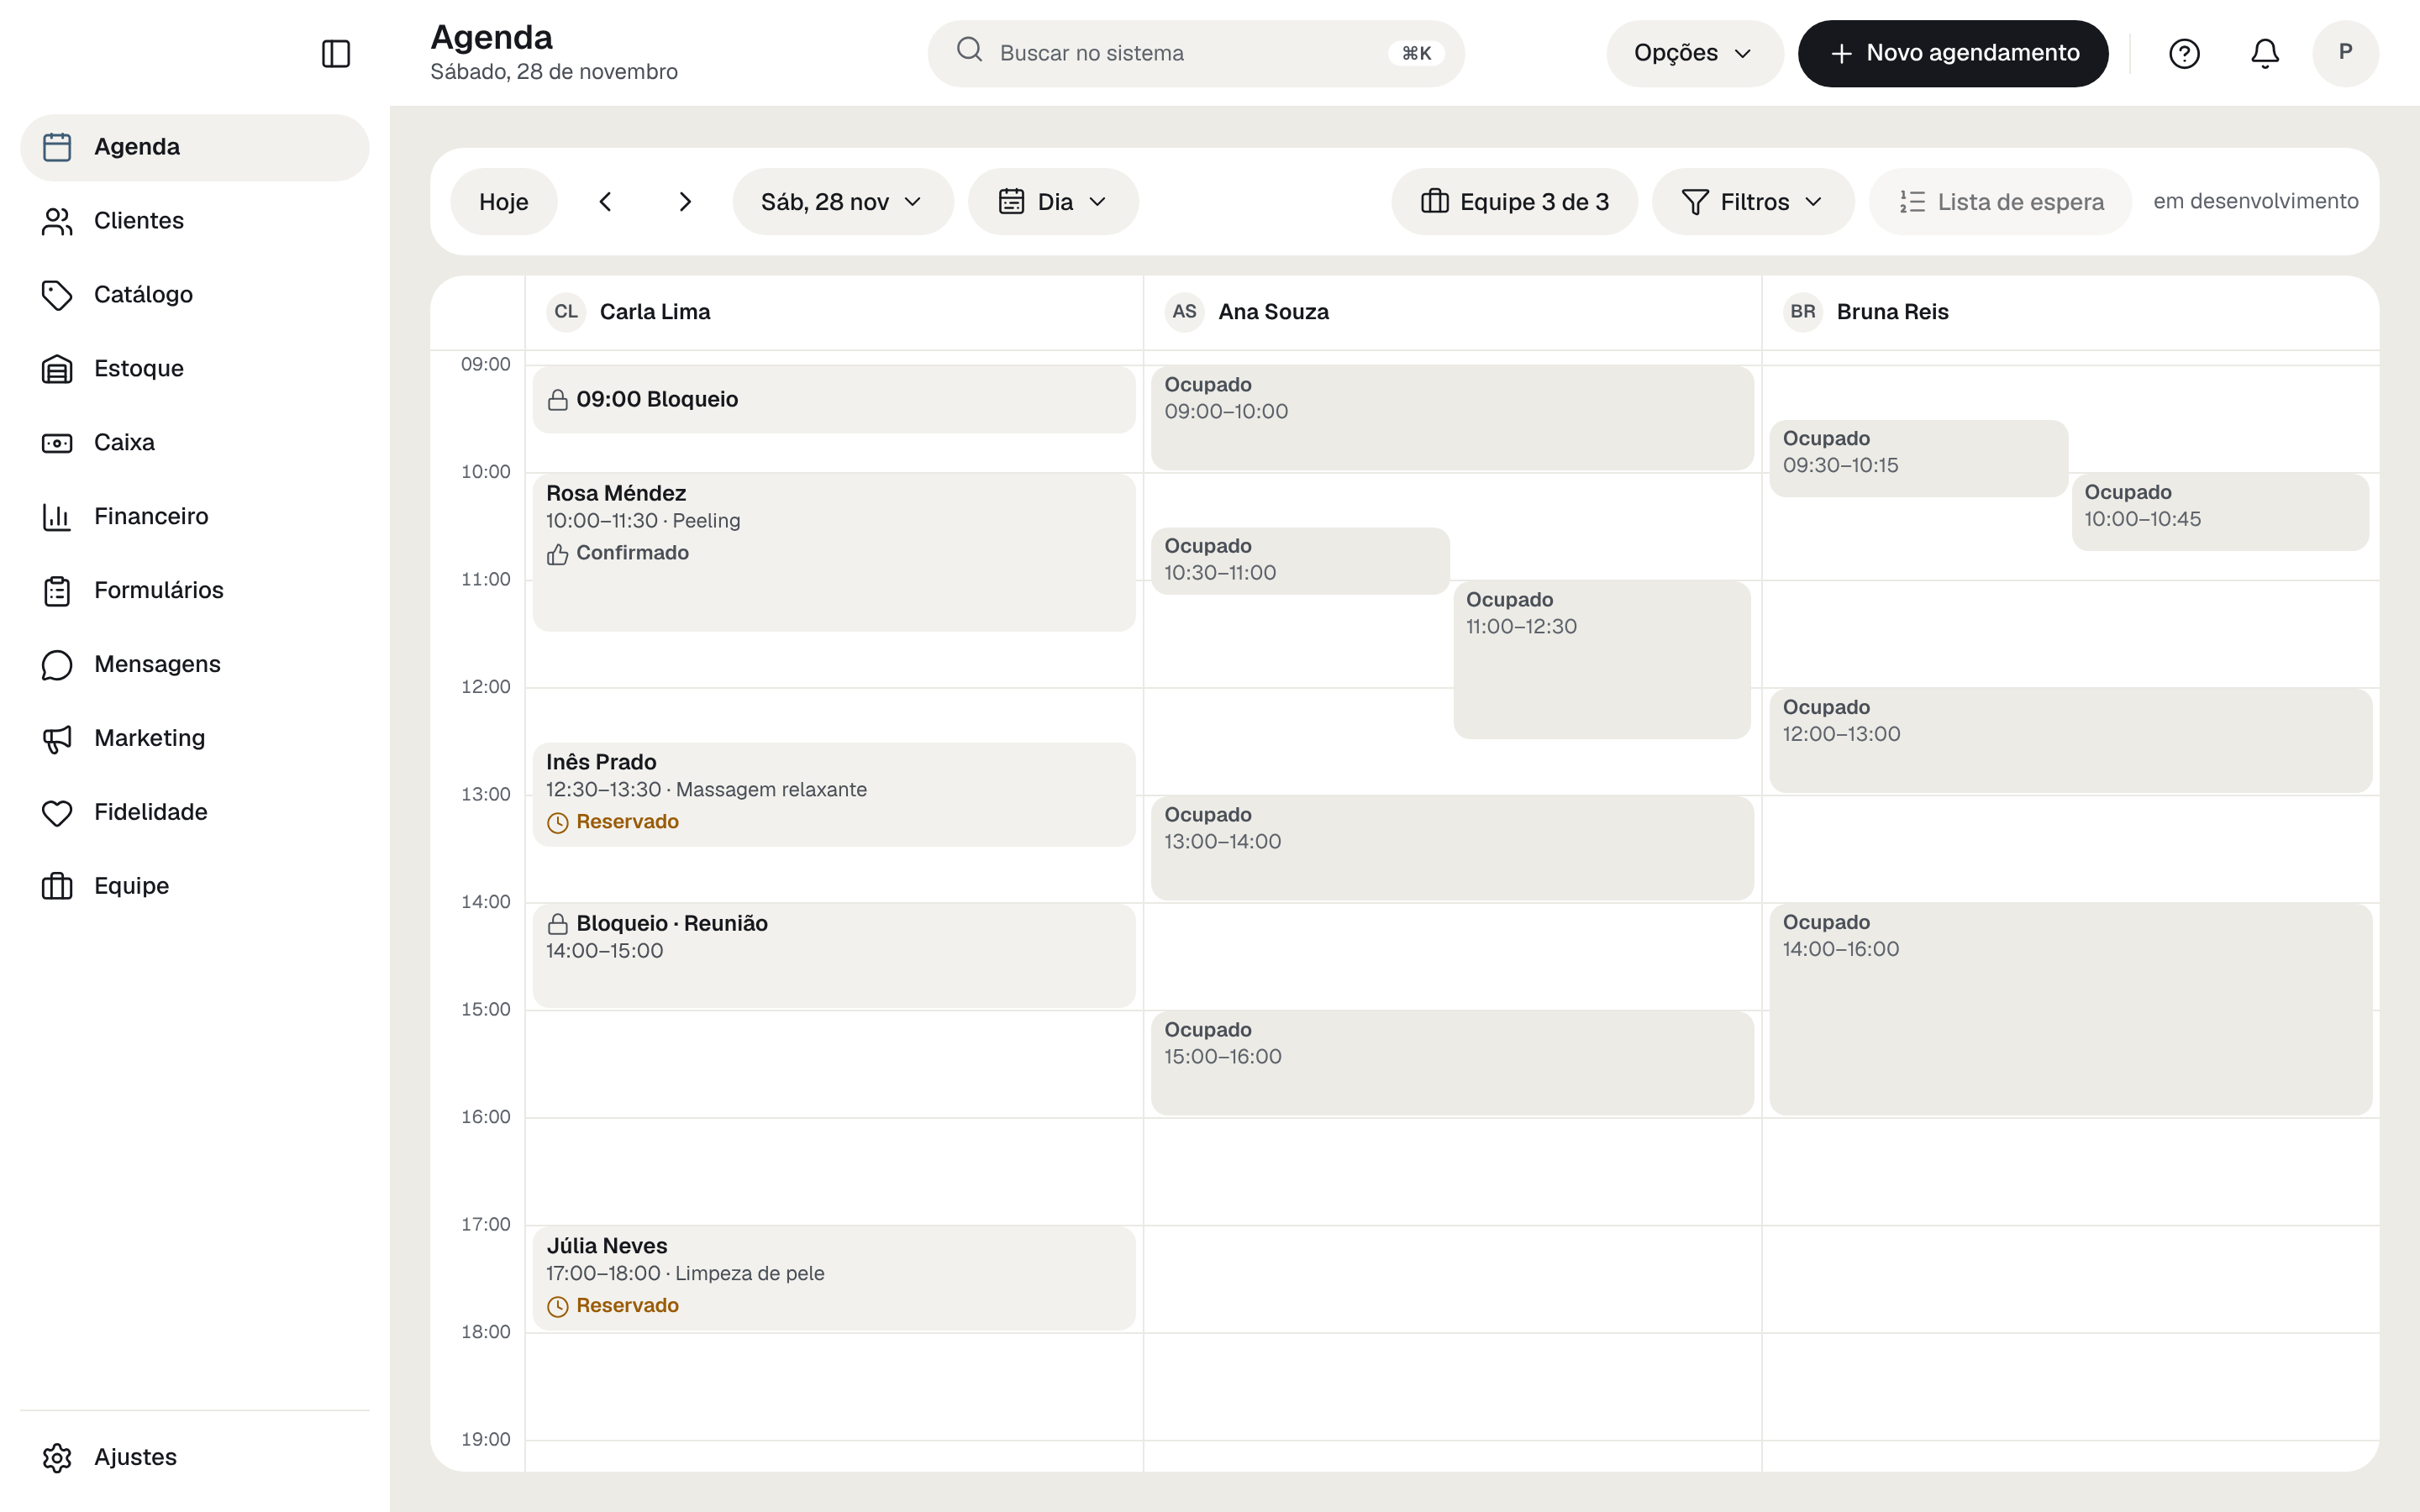 Agenda
Sábado, 28 de novembro
Buscar no sistema
⌘K
Opções
Novo agendamento
P
Agenda
Clientes
Catálogo
Estoque
Caixa
Financeiro
Formulários
Mensagens
Marketing
Fidelidade
Equipe
Ajustes
Hoje
Sáb, 28 nov
Dia
Equipe 3 de 3
Filtros
Lista de espera
em desenvolvimento
CL Carla Lima
AS Ana Souza
BR Bruna Reis
09:00
10:00
11:00
12:00
13:00
14:00
15:00
16:00
17:00
18:00
19:00
09:00 Bloqueio
Rosa Méndez
10:00–11:30 · Peeling
Confirmado
Inês Prado
12:30–13:30 · Massagem relaxante
Reservado
Bloqueio · Reunião
14:00–15:00
Júlia Neves
17:00–18:00 · Limpeza de pele
Reservado
Ocupado
09:00–10:00
Ocupado
10:30–11:00
Ocupado
11:00–12:30
Ocupado
13:00–14:00
Ocupado
15:00–16:00
Ocupado
09:30–10:15
Ocupado
10:00–10:45
Ocupado
12:00–13:00
Ocupado
14:00–16:00